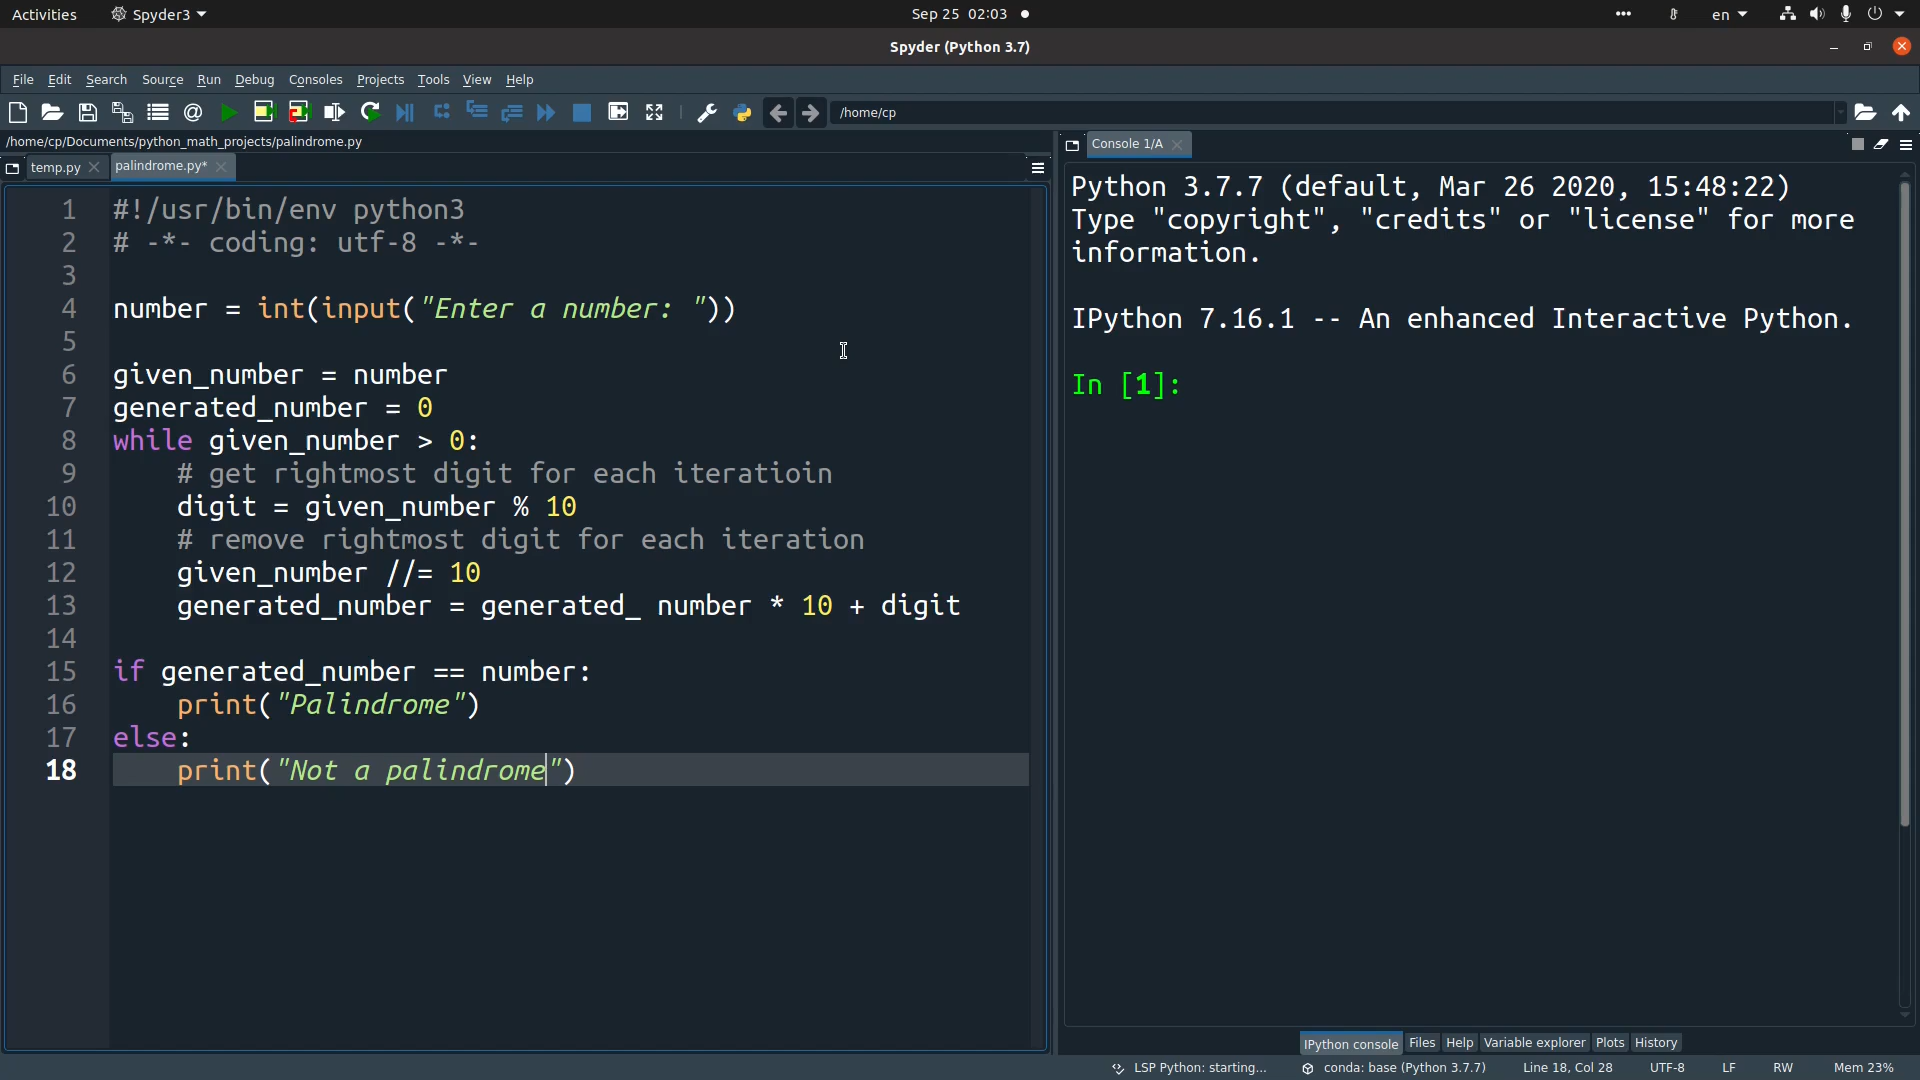 Activities Spyder3 Sep 25 02:03 en
Spyder (Python 3.7)
File Edit Search Source Run Debug Consoles Projects Tools View Help
/home/cp
/home/cp/Documents/python_math_projects/palindrome.py
temp.py palindrome.py*
1 #!/usr/bin/env python3
2 # -*- coding: utf-8 -*-
3
4 number = int(input("Enter a number: "))
5
6 given_number = number
7 generated_number = 0
8 while given_number > 0:
9 # get rightmost digit for each iteratioin
10 digit = given_number % 10
11 # remove rightmost digit for each iteration
12 given_number //= 10
13 generated_number = generated_ number * 10 + digit
14
15 if generated_number == number:
16 print("Palindrome")
17 else:
18 print("Not a palindrome")
Console 1/A
Python 3.7.7 (default, Mar 26 2020, 15:48:22)
Type "copyright", "credits" or "license" for more
information.
IPython 7.16.1 -- An enhanced Interactive Python.
In [1]:
IPython console Files Help Variable explorer Plots History
LSP Python: starting... conda: base (Python 3.7.7) Line 18, Col 28 UTF-8 LF RW Mem 23%